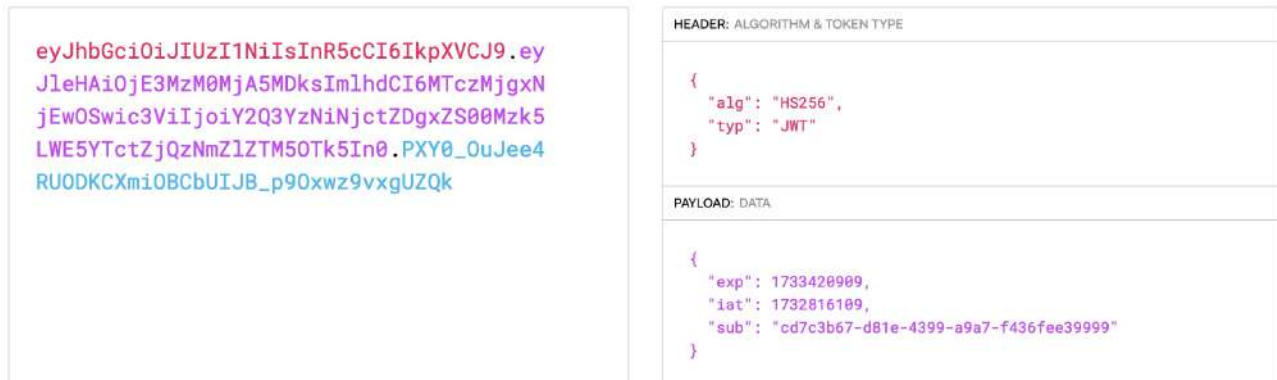 eyJhbGciOiJIUzI1NiIsInR5cCI6IkpXVCJ9.ey
JleHAiOjE3MzM0MjA5MDksImlhdCI6MTczMjgxN
jEwOSwic3ViIjoiY2Q3YzNiNjctZDgxZS00Mzk5
LWE5YTctZjQzNmZlZTM5OTk5In0.PXY0_OuJee4
RUODKCXmiOBCbUIJB_p9Oxwz9vxgUZQk
HEADER: ALGORITHM & TOKEN TYPE
{
"alg": "HS256",
"typ": "JWT"
}
PAYLOAD: DATA
{
"exp": 1733420909,
"iat": 1732816109,
"sub": "cd7c3b67-d81e-4399-a9a7-f436fee39999"
}